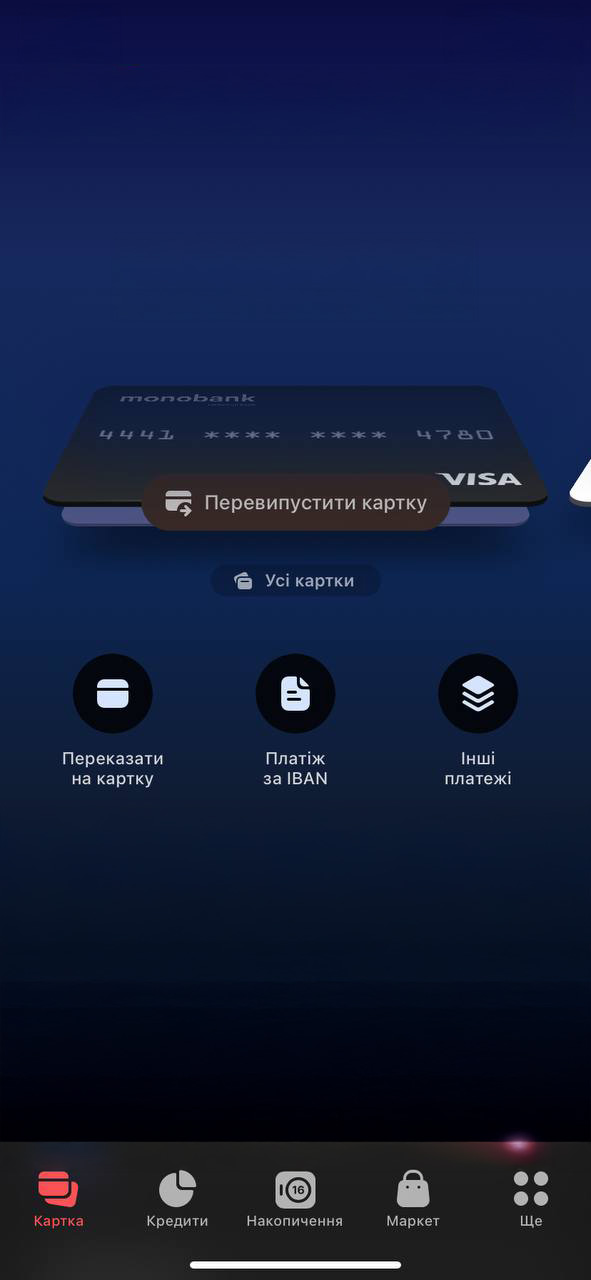 monobank
4441 **** **** 4780
VISA
Перевипустити картку
Усі картки
Переказати
на картку
Платіж
за IBAN
Інші
платежі
16
Картка
Кредити
Накопичення
Маркет
Ще